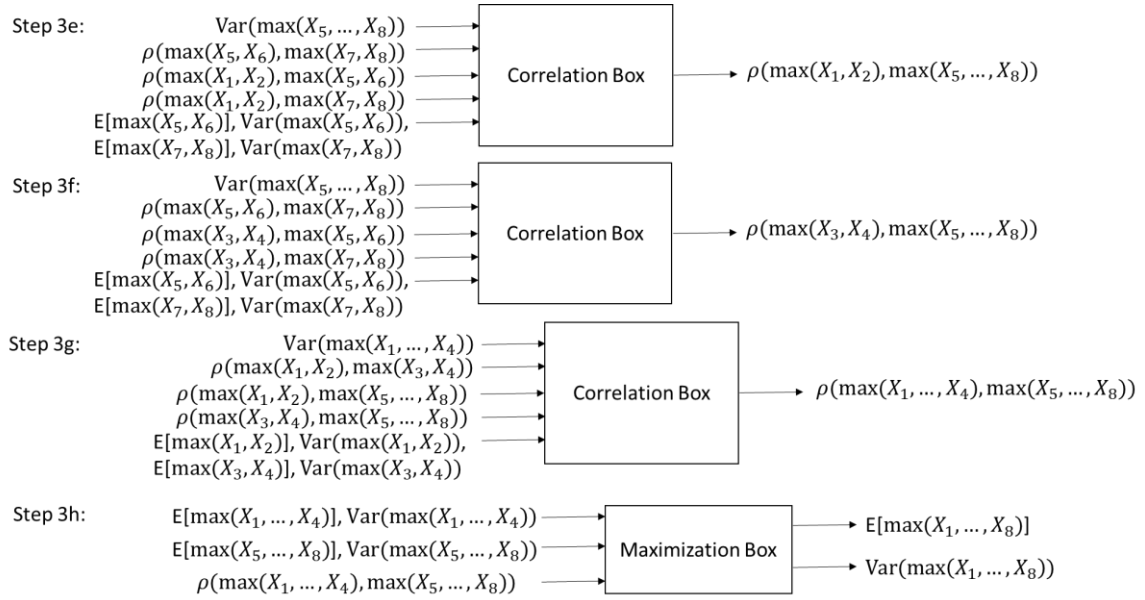 Step 3e:
Var(max(𝑋₅, … , 𝑋₈))
𝜌(max(𝑋₅, 𝑋₆), max(𝑋₇, 𝑋₈))
𝜌(max(𝑋₁, 𝑋₂), max(𝑋₅, 𝑋₆))
𝜌(max(𝑋₁, 𝑋₂), max(𝑋₇, 𝑋₈))
E[max(𝑋₅, 𝑋₆)], Var(max(𝑋₅, 𝑋₆)),
E[max(𝑋₇, 𝑋₈)], Var(max(𝑋₇, 𝑋₈))
Correlation Box
𝜌(max(𝑋₁, 𝑋₂), max(𝑋₅, … , 𝑋₈))
Step 3f:
Var(max(𝑋₅, … , 𝑋₈))
𝜌(max(𝑋₅, 𝑋₆), max(𝑋₇, 𝑋₈))
𝜌(max(𝑋₃, 𝑋₄), max(𝑋₅, 𝑋₆))
𝜌(max(𝑋₃, 𝑋₄), max(𝑋₇, 𝑋₈))
E[max(𝑋₅, 𝑋₆)], Var(max(𝑋₅, 𝑋₆)),
E[max(𝑋₇, 𝑋₈)], Var(max(𝑋₇, 𝑋₈))
Correlation Box
𝜌(max(𝑋₃, 𝑋₄), max(𝑋₅, … , 𝑋₈))
Step 3g:
Var(max(𝑋₁, … , 𝑋₄))
𝜌(max(𝑋₁, 𝑋₂), max(𝑋₃, 𝑋₄))
𝜌(max(𝑋₁, 𝑋₂), max(𝑋₅, … , 𝑋₈))
𝜌(max(𝑋₃, 𝑋₄), max(𝑋₅, … , 𝑋₈))
E[max(𝑋₁, 𝑋₂)], Var(max(𝑋₁, 𝑋₂)),
E[max(𝑋₃, 𝑋₄)], Var(max(𝑋₃, 𝑋₄))
Correlation Box
𝜌(max(𝑋₁, … , 𝑋₄), max(𝑋₅, … , 𝑋₈))
Step 3h:
E[max(𝑋₁, … , 𝑋₄)], Var(max(𝑋₁, … , 𝑋₄))
E[max(𝑋₅, … , 𝑋₈)], Var(max(𝑋₅, … , 𝑋₈))
𝜌(max(𝑋₁, … , 𝑋₄), max(𝑋₅, … , 𝑋₈))
Maximization Box
E[max(𝑋₁, … , 𝑋₈)]
Var(max(𝑋₁, … , 𝑋₈))